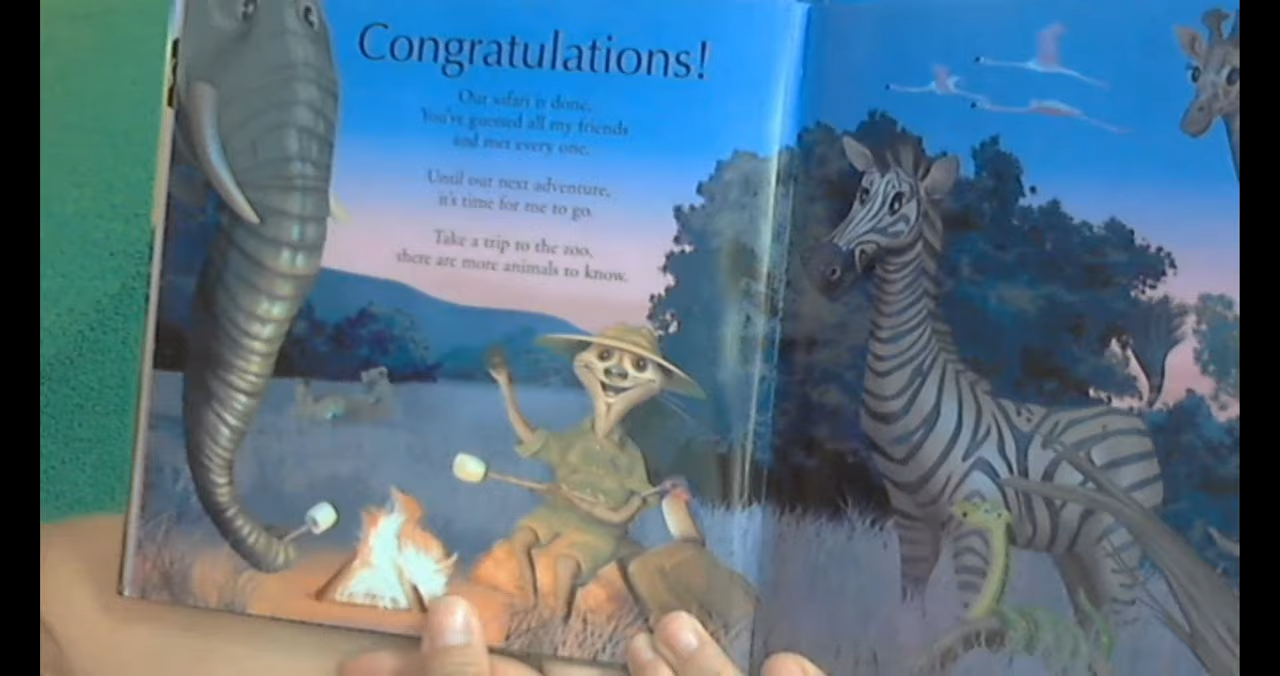 Congratulations!
Our safari is done.
You've guessed all my friends
and met every one.
Until our next adventure,
it's time for me to go.
Take a trip to the zoo,
there are more animals to know.